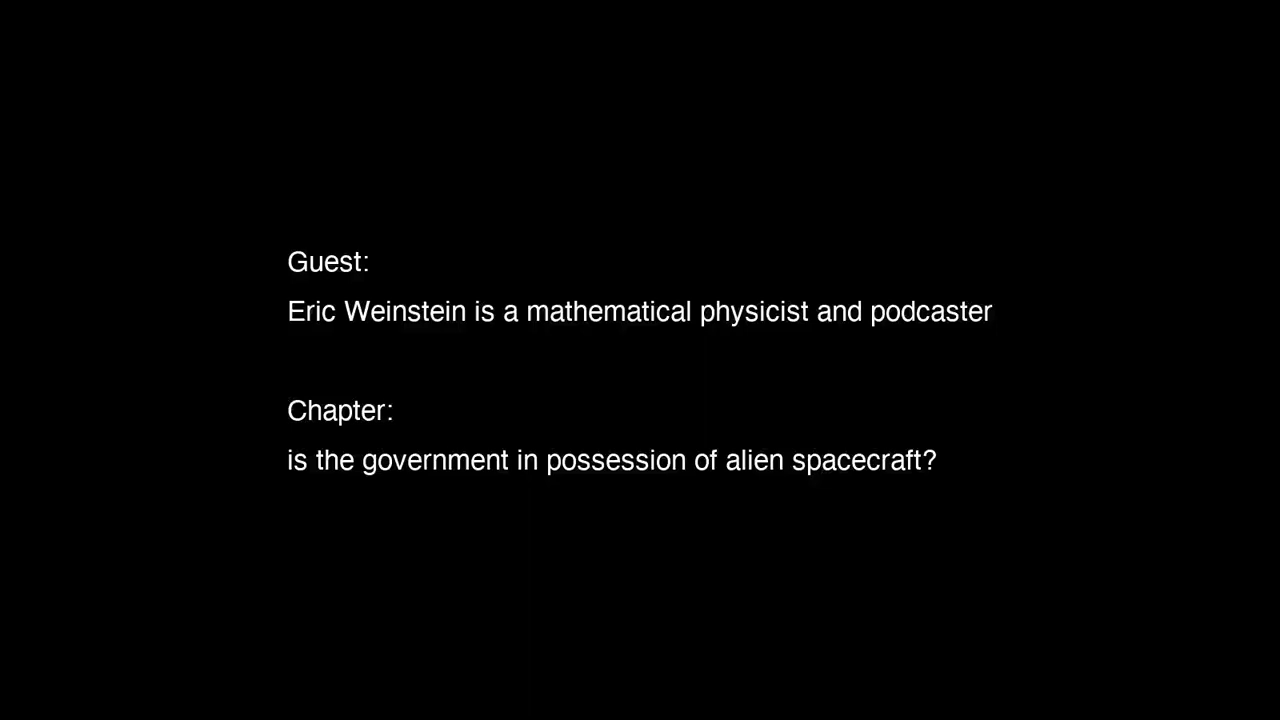 Guest:
Eric Weinstein is a mathematical physicist and podcaster
Chapter:
is the government in possession of alien spacecraft?